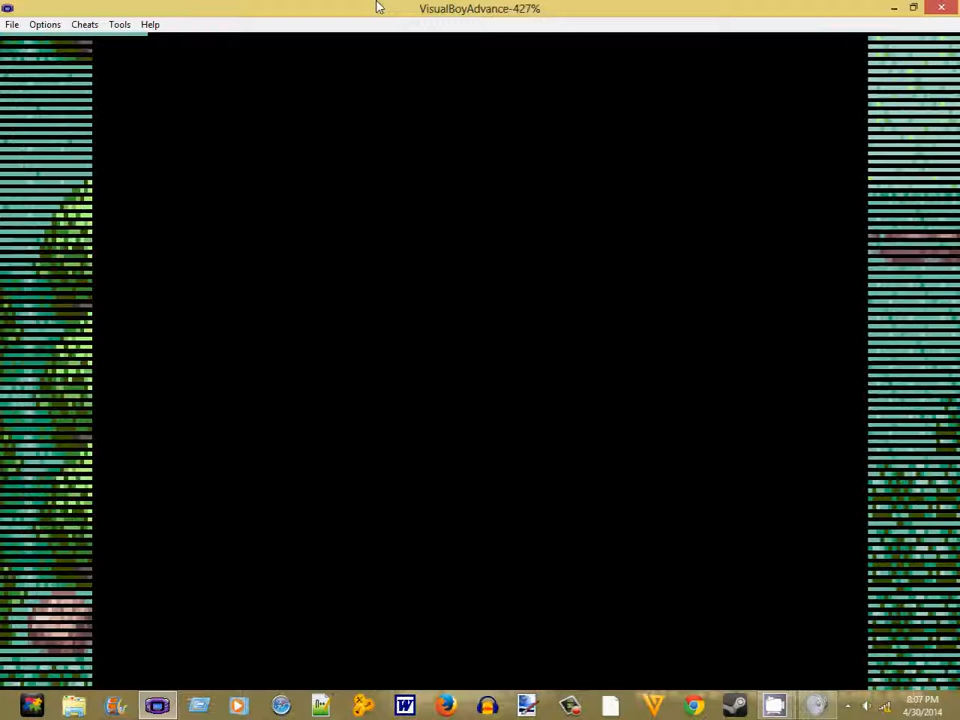 VisualBoyAdvance-427%
File Options Cheats Tools Help
W
8:07 PM
4/30/2014